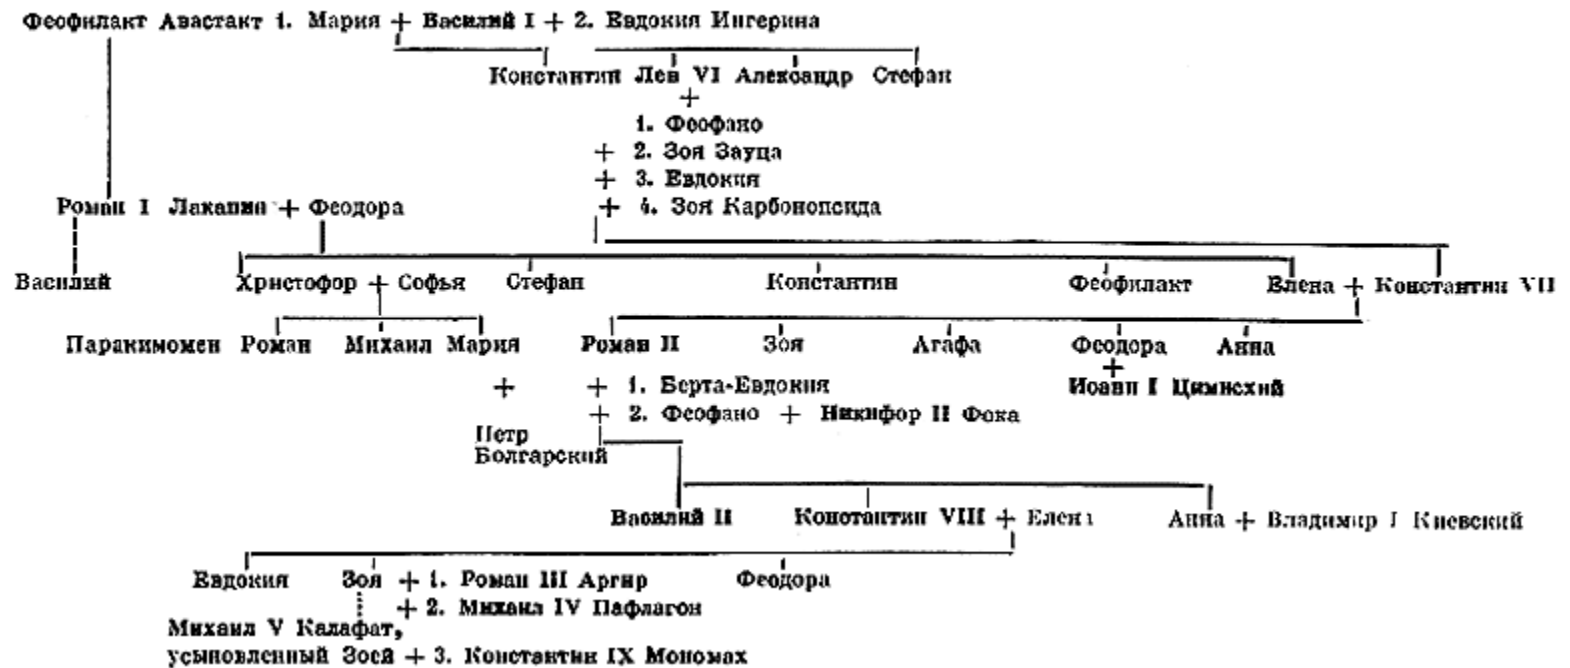 Феофилакт Авастакт 1. Мария + Василий I + 2. Евдокия Ингерина
Константин Лев VI Александр Стефан
+
1. Феофано
+ 2. Зоя Зауца
+ 3. Евдокия
Роман I Лакапин + Феодора + 4. Зоя Карбонопсида
Василий Христофор + Софья Стефан Константин Феофилакт Елена + Константин VII
Паракимомен Роман Михаил Мария Роман II Зоя Агафа Феодора Анна
+
+ + 1. Берта-Евдокия Иоанн I Цимисхий
+ 2. Феофано + Никифор II Фока
Петр
Болгарский
Василий II Константин VIII + Елена Анна + Владимир I Киевский
Евдокия Зоя + 1. Роман III Аргир Феодора
+ 2. Михаил IV Пафлагон
Михаил V Калафат,
усыновленный Зоей + 3. Константин IX Мономах